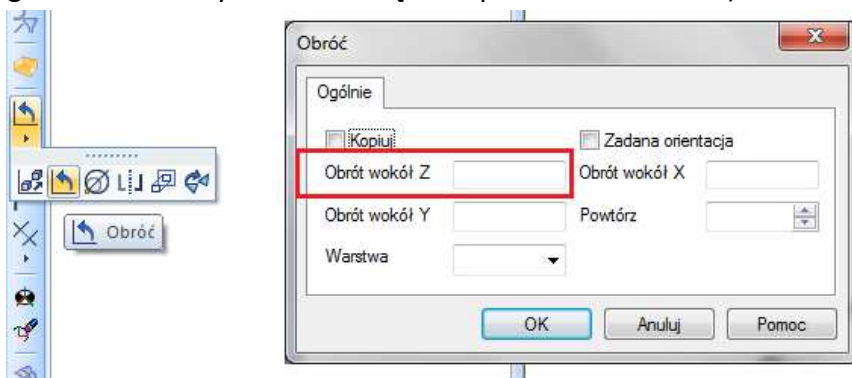 Obróć
Ogólnie
Kopiuj
Zadana orientacja
Obrót wokół Z
Obrót wokół X
Obrót wokół Y
Powtórz
Warstwa
OK
Anuluj
Pomoc
Obróć